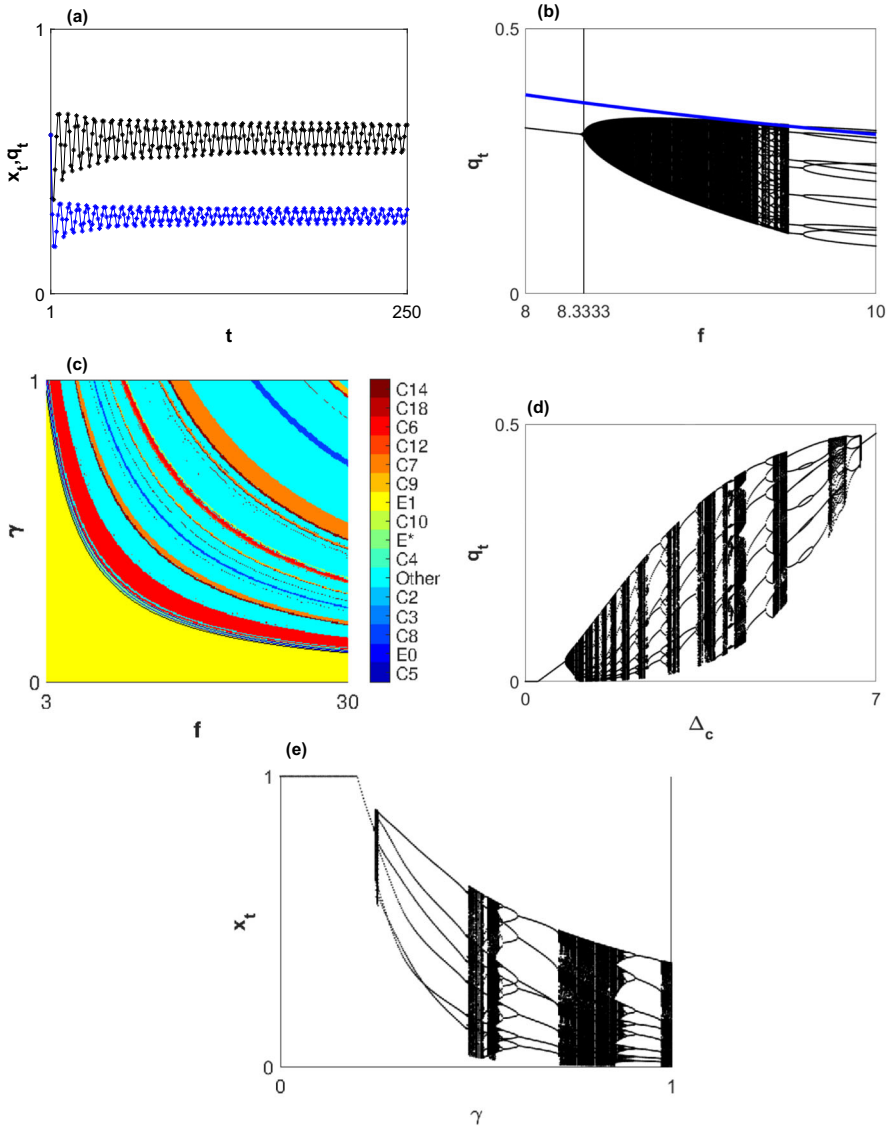 (a)
1
x_t,q_t
0
1
250
t
(b)
0.5
q_t
0
8
8.3333
10
f
(c)
1
γ
0
3
30
f
C14
C18
C6
C12
C7
C9
E1
C10
E*
C4
Other
C2
C3
C8
E0
C5
(d)
0.5
q_t
0
0
7
Δ_c
(e)
1
x_t
0
0
1
γ